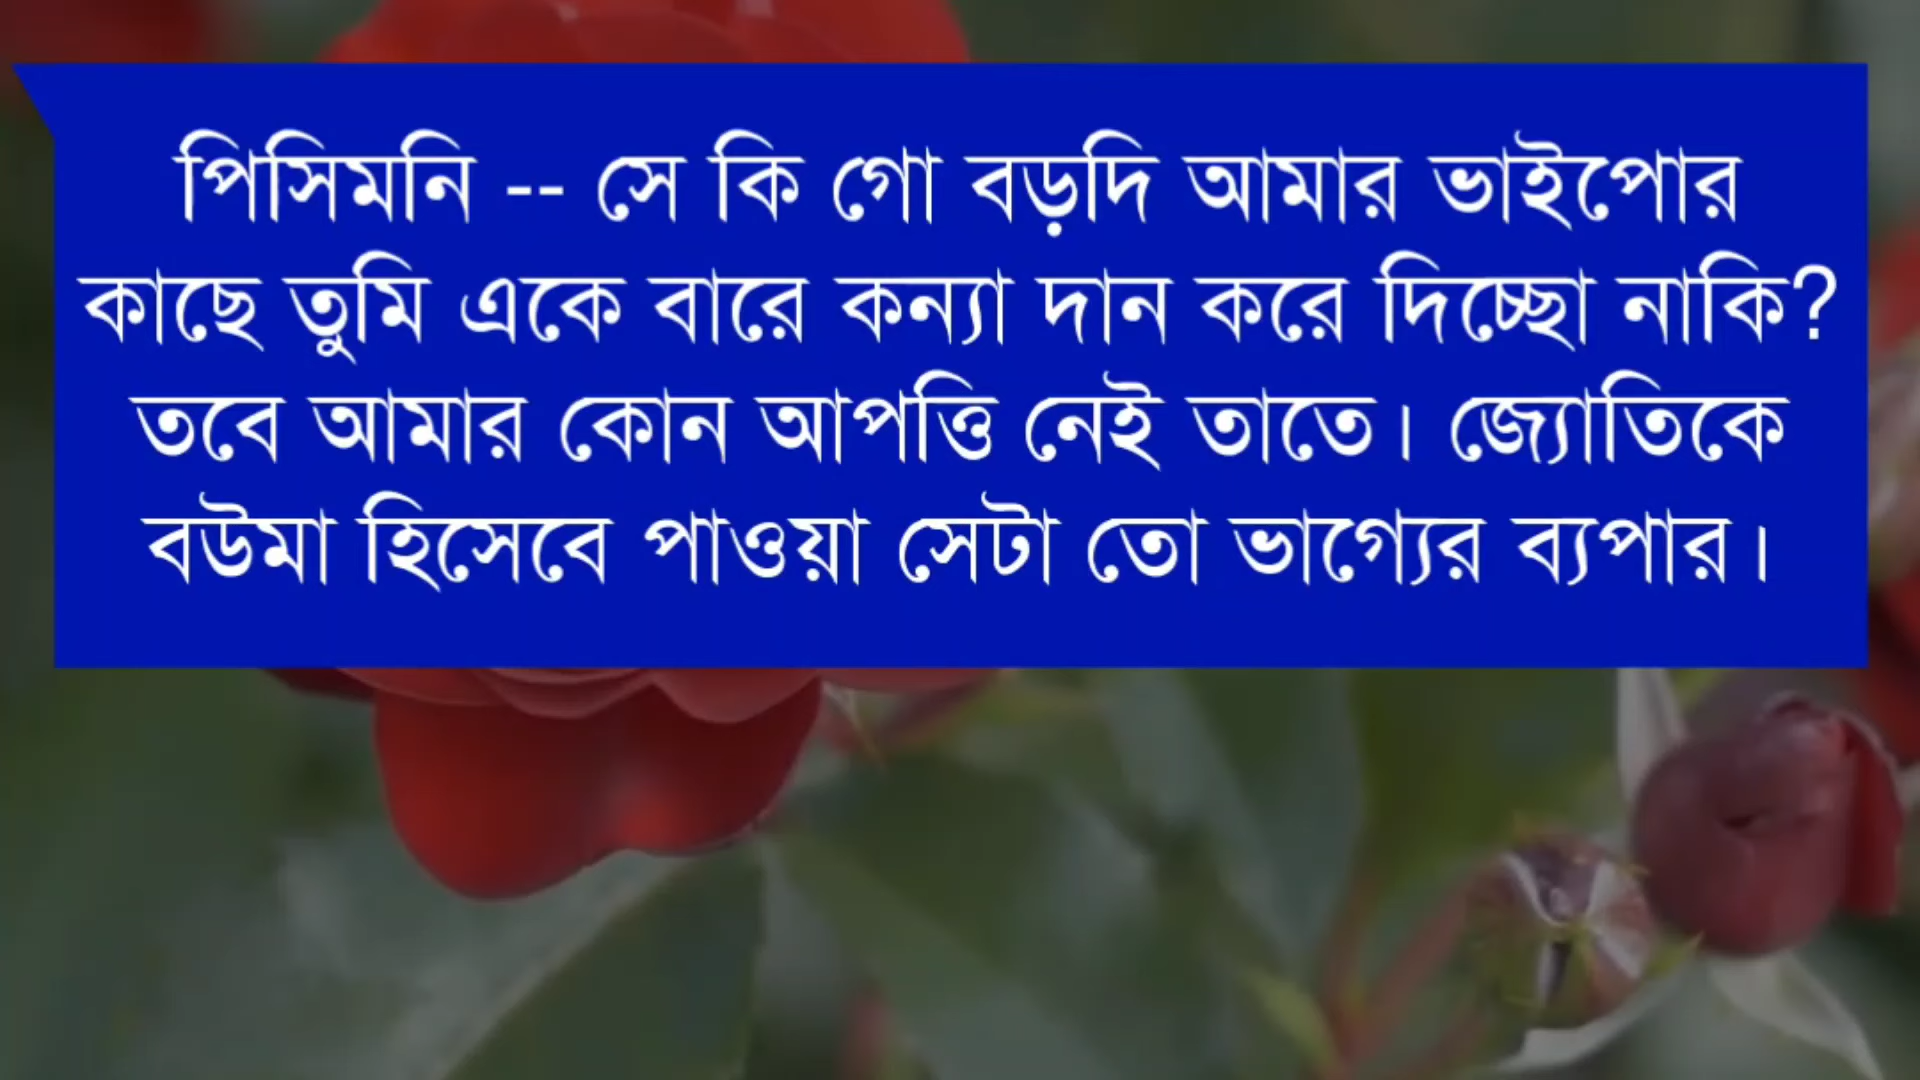 পিসিমনি -- সে কি গো বড়দি আমার ভাইপোর
কাছে তুমি একে বারে কন্যা দান করে দিচ্ছো নাকি?
তবে আমার কোন আপত্তি নেই তাতে। জ্যোতিকে
বউমা হিসেবে পাওয়া সেটা তো ভাগ্যের ব্যপার।